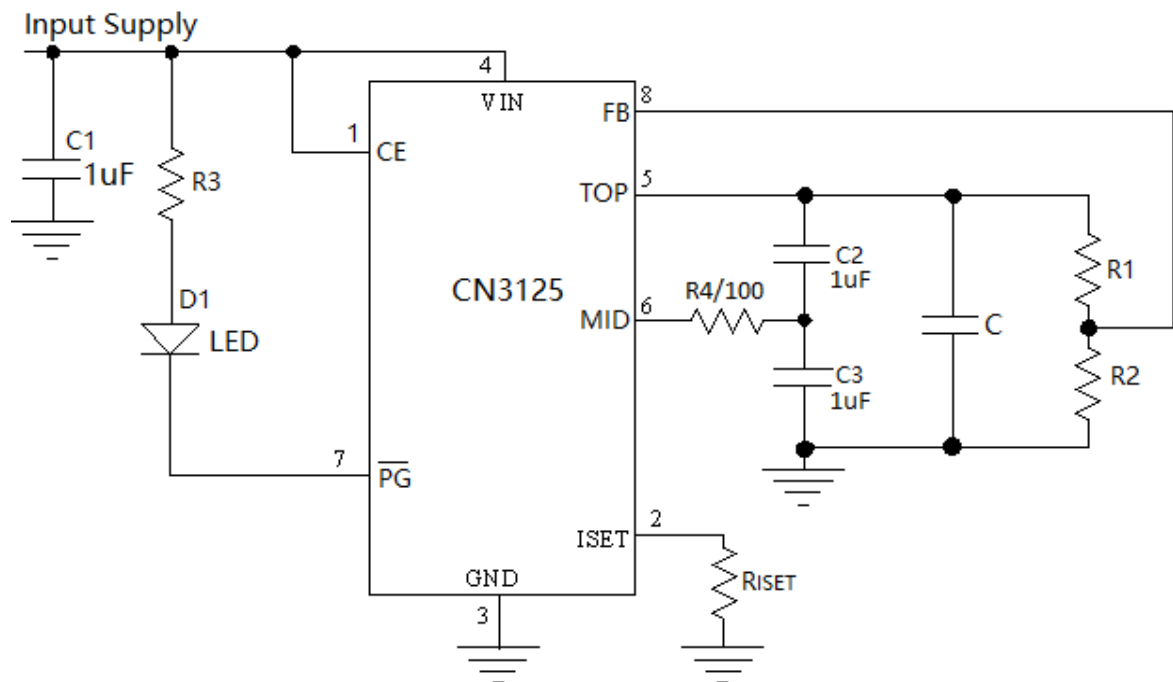 Input Supply
4
VIN
8
FB
1
CE
C1
1uF
R3
5
TOP
C2
1uF
R1
CN3125
R4/100
D1
MID
6
C
LED
C3
1uF
R2
7
PG
2
ISET
GND
RISET
3